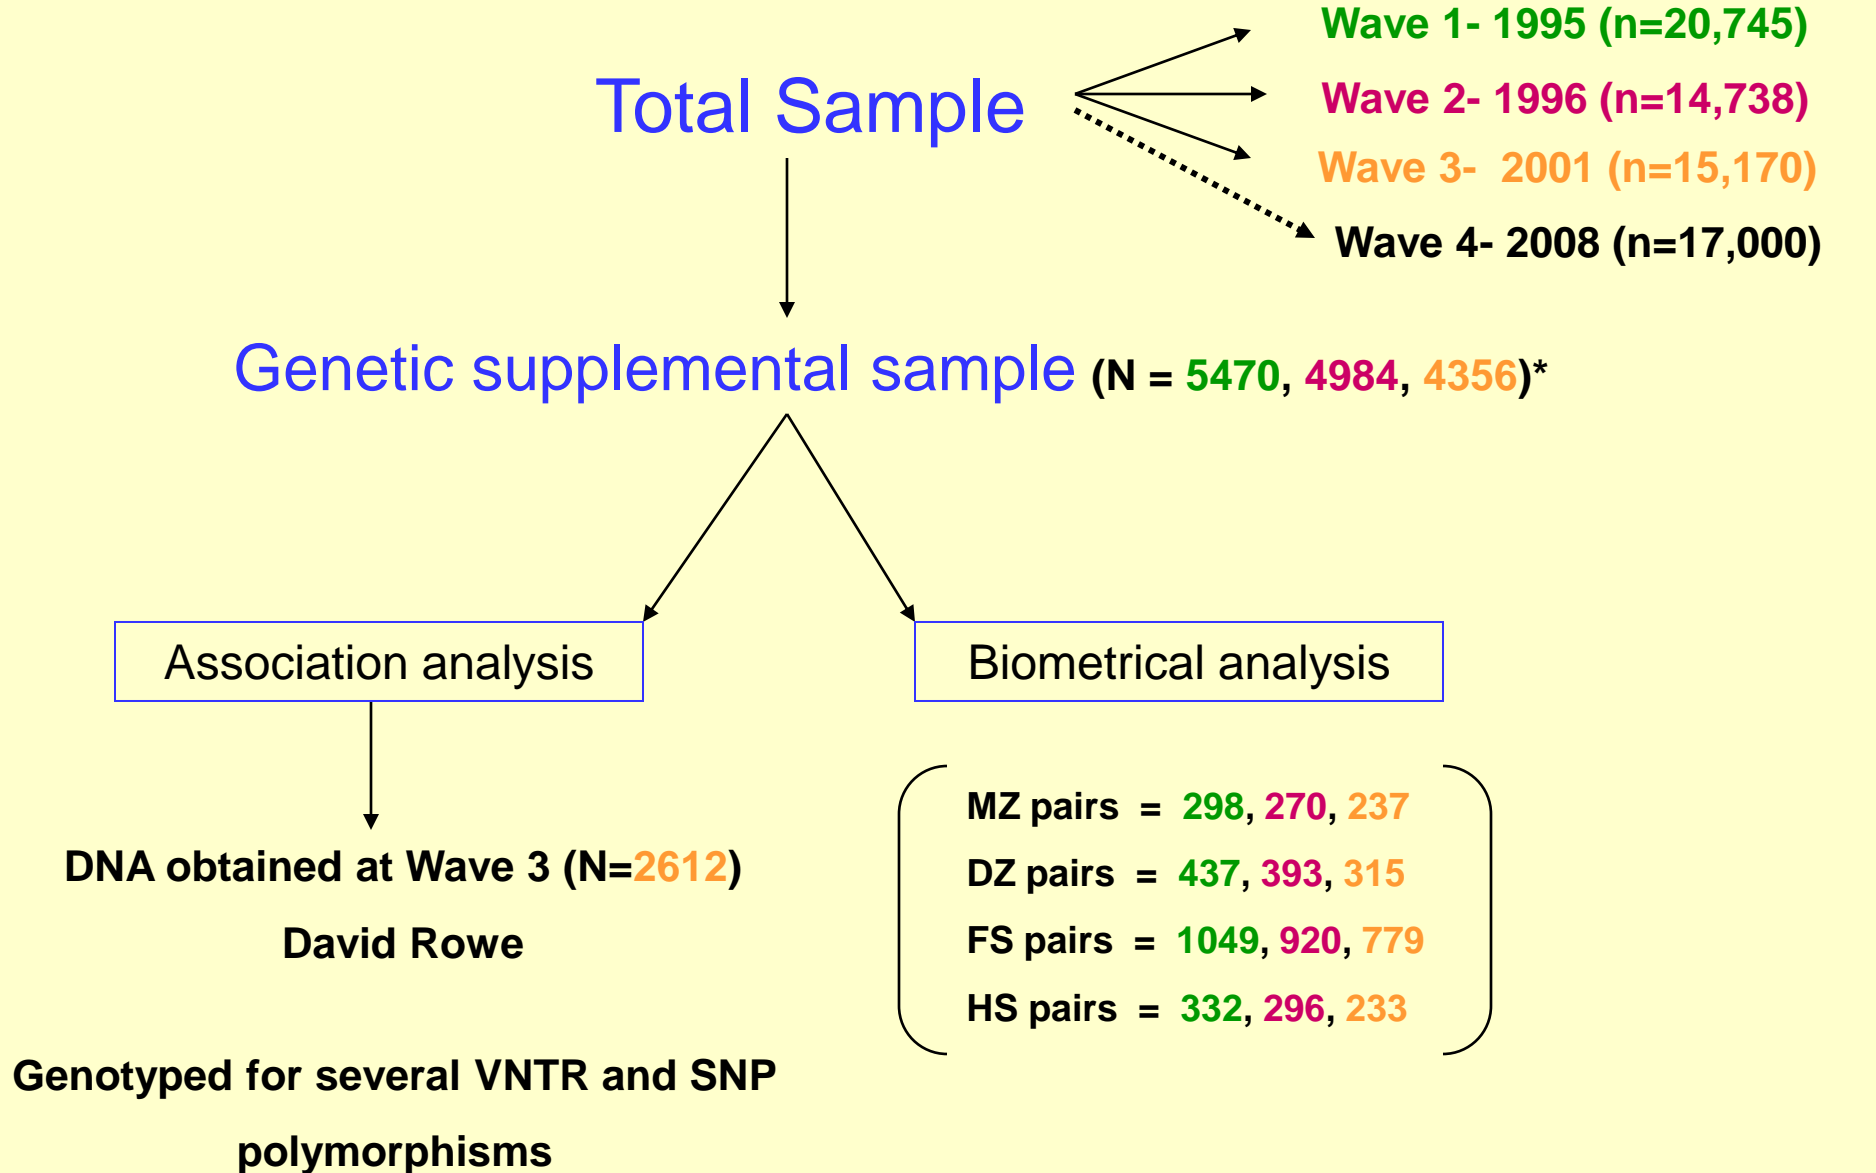 Wave 1- 1995 (n=20,745)
Total Sample
Wave 2- 1996 (n=14,738)
Wave 3- 2001 (n=15,170)
Wave 4- 2008 (n=17,000)
Genetic supplemental sample (N = 5470, 4984, 4356)*
Association analysis
DNA obtained at Wave 3 (N=2612)
David Rowe
Genotyped for several VNTR and SNP
polymorphisms
Biometrical analysis
MZ pairs = 298, 270, 237
DZ pairs = 437, 393, 315
FS pairs = 1049, 920, 779
HS pairs = 332, 296, 233